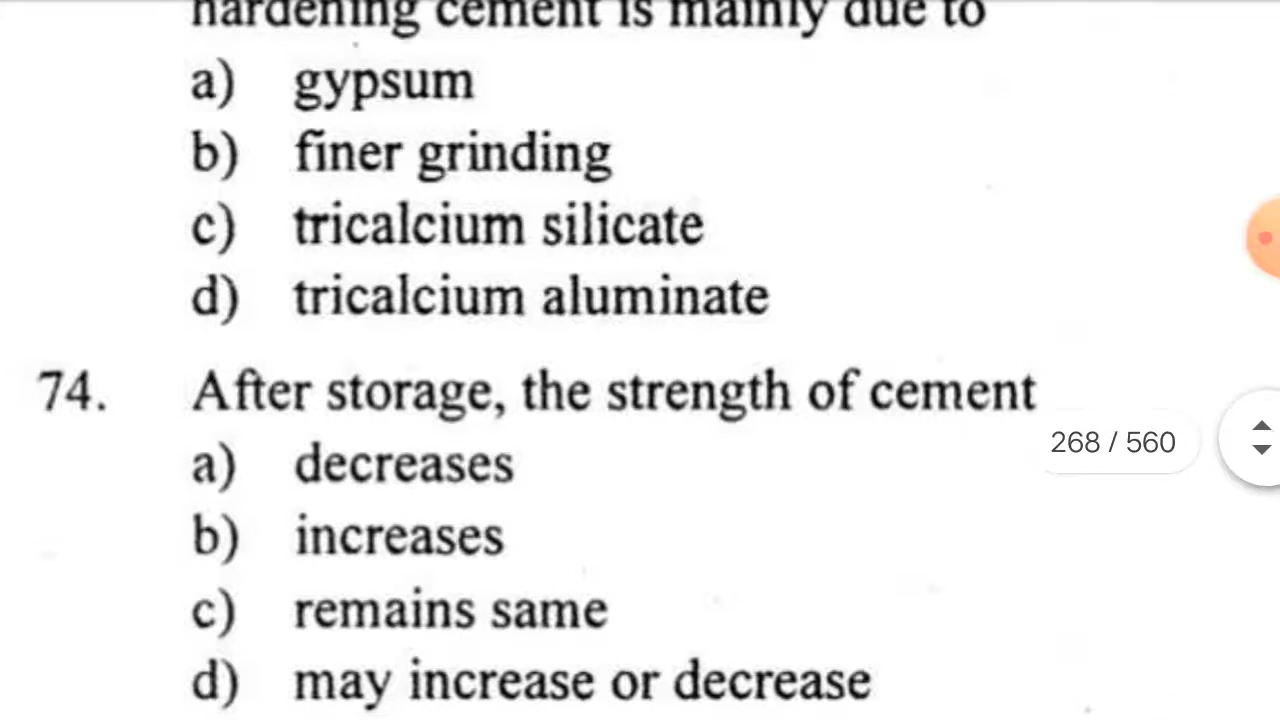 hardening cement is mainly due to
a) gypsum
b) finer grinding
c) tricalcium silicate
d) tricalcium aluminate
74. After storage, the strength of cement
268 / 560
a) decreases
b) increases
c) remains same
d) may increase or decrease